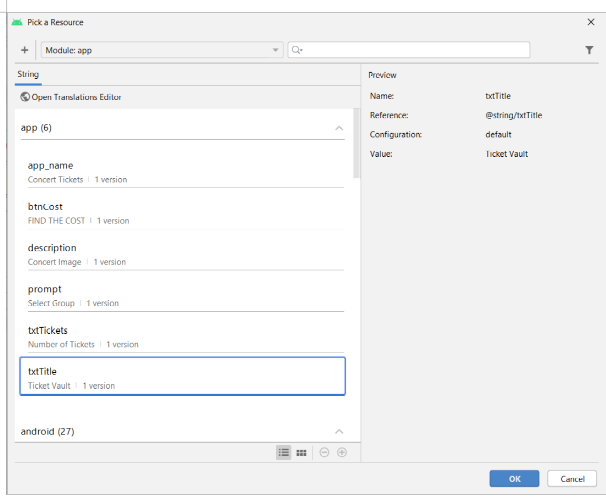 Pick a Resource
Module: app
String
Open Translations Editor
app (6)
app_name
Concert Tickets | 1 version
btnCost
FIND THE COST | 1 version
description
Concert Image | 1 version
prompt
Select Group | 1 version
txtTickets
Number of Tickets | 1 version
txtTitle
Ticket Vault | 1 version
android (27)
Preview
Name: txtTitle
Reference: @string/txtTitle
Configuration: default
Value: Ticket Vault
OK Cancel